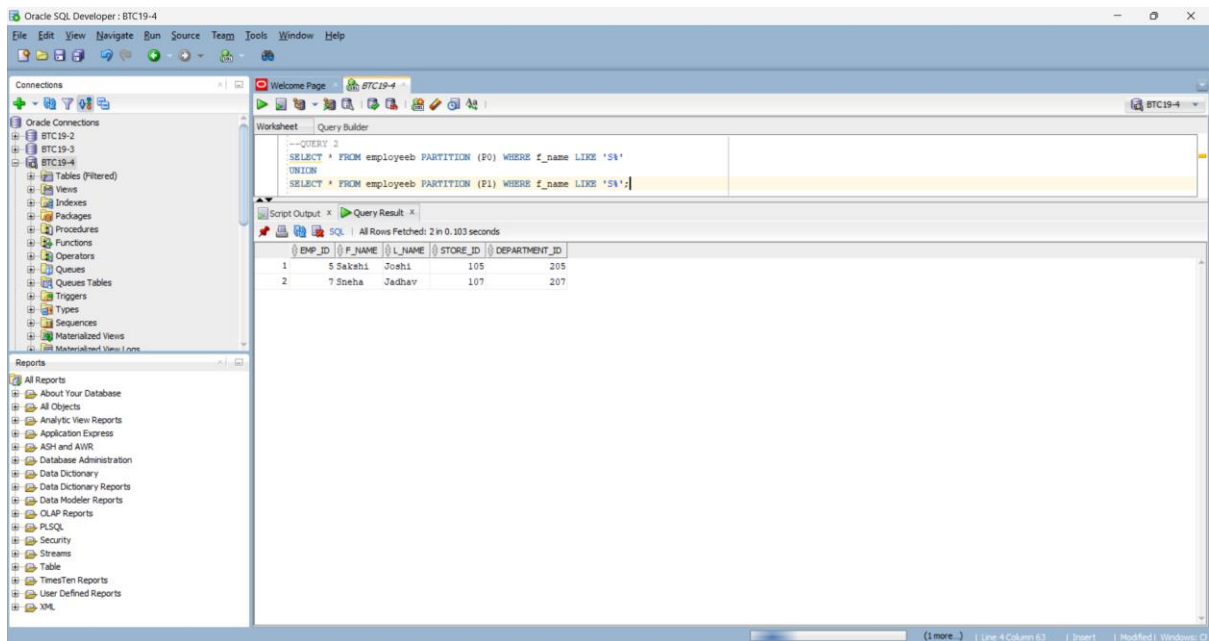 Oracle SQL Developer : BTC19-4
File Edit View Navigate Run Source Team Tools Window Help
Connections
Oracle Connections
BTC19-2
BTC19-3
BTC19-4
Tables (Filtered)
Views
Indexes
Packages
Procedures
Functions
Operators
Queues
Queues Tables
Triggers
Types
Sequences
Materialized Views
Materialized View Logs
Reports
All Reports
About Your Database
All Objects
Analytic View Reports
Application Express
ASH and AWR
Database Administration
Data Dictionary
Data Dictionary Reports
Data Modeler Reports
OLAP Reports
PLSQL
Security
Streams
Table
TimesTen Reports
User Defined Reports
XML
Welcome Page BTC19-4
BTC19-4
Worksheet Query Builder
--QUERY 2
SELECT * FROM employeeb PARTITION (P0) WHERE f_name LIKE 'S%'
UNION
SELECT * FROM employeeb PARTITION (P1) WHERE f_name LIKE 'S%';
Script Output Query Result
SQL | All Rows Fetched: 2 in 0.103 seconds
EMP_ID F_NAME L_NAME STORE_ID DEPARTMENT_ID
1 5 Sakshi Joshi 105 205
2 7 Sneha Jadhav 107 207
(1 more...) | Line 4 Column 63 | Insert | Modified | Windows: C